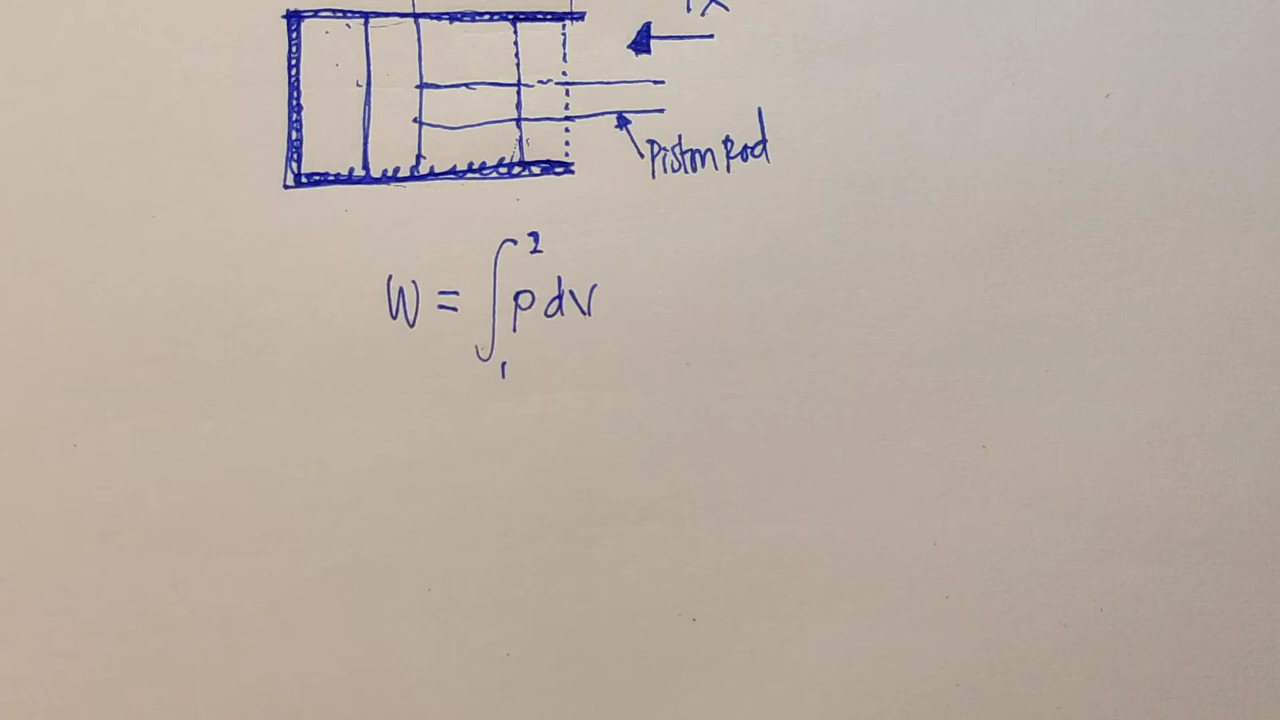 Piston Rod
W = ∫₁² p dv